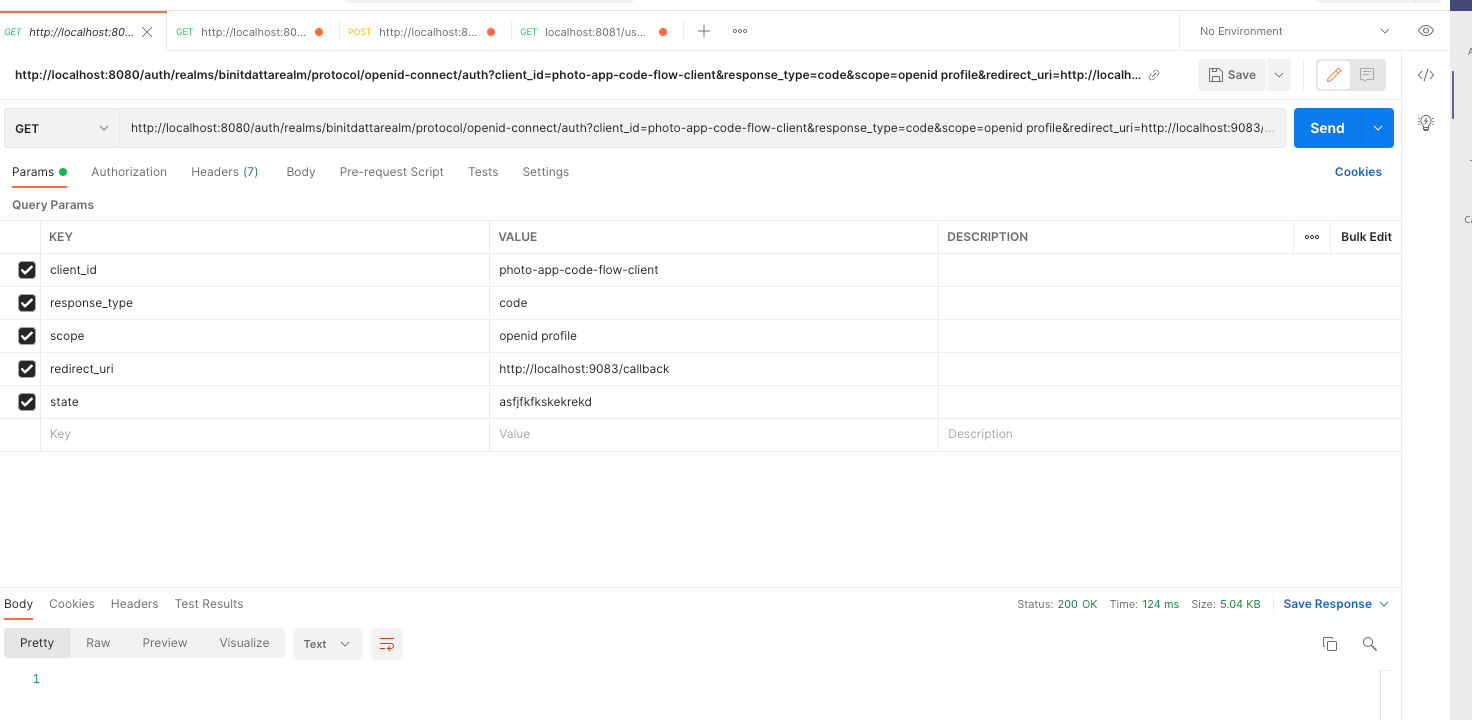 GET http://localhost:80... GET http://localhost:80... POST http://localhost:8... GET localhost:8081/us... No Environment
http://localhost:8080/auth/realms/binitdattarealm/protocol/openid-connect/auth?client_id=photo-app-code-flow-client&response_type=code&scope=openid profile&redirect_uri=http://localh... Save
GET http://localhost:8080/auth/realms/binitdattarealm/protocol/openid-connect/auth?client_id=photo-app-code-flow-client&response_type=code&scope=openid profile&redirect_uri=http://localhost:9083/... Send
Params Authorization Headers (7) Body Pre-request Script Tests Settings Cookies
Query Params
KEY VALUE DESCRIPTION Bulk Edit
client_id photo-app-code-flow-client
response_type code
scope openid profile
redirect_uri http://localhost:9083/callback
state asfjfkfkskekrekd
Key Value Description
Body Cookies Headers Test Results Status: 200 OK Time: 124 ms Size: 5.04 KB Save Response
Pretty Raw Preview Visualize Text
1